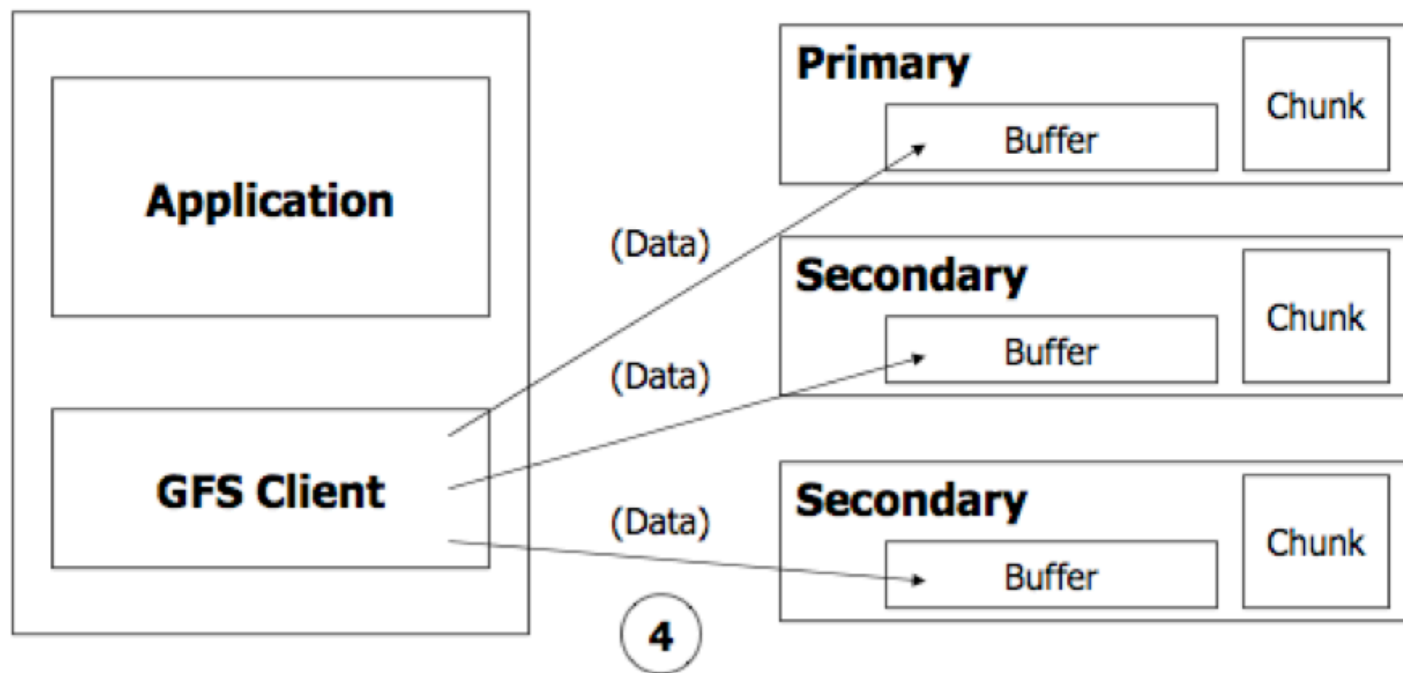 Application
GFS Client
(Data)
(Data)
(Data)
4
Primary
Buffer
Chunk
Secondary
Buffer
Chunk
Secondary
Buffer
Chunk